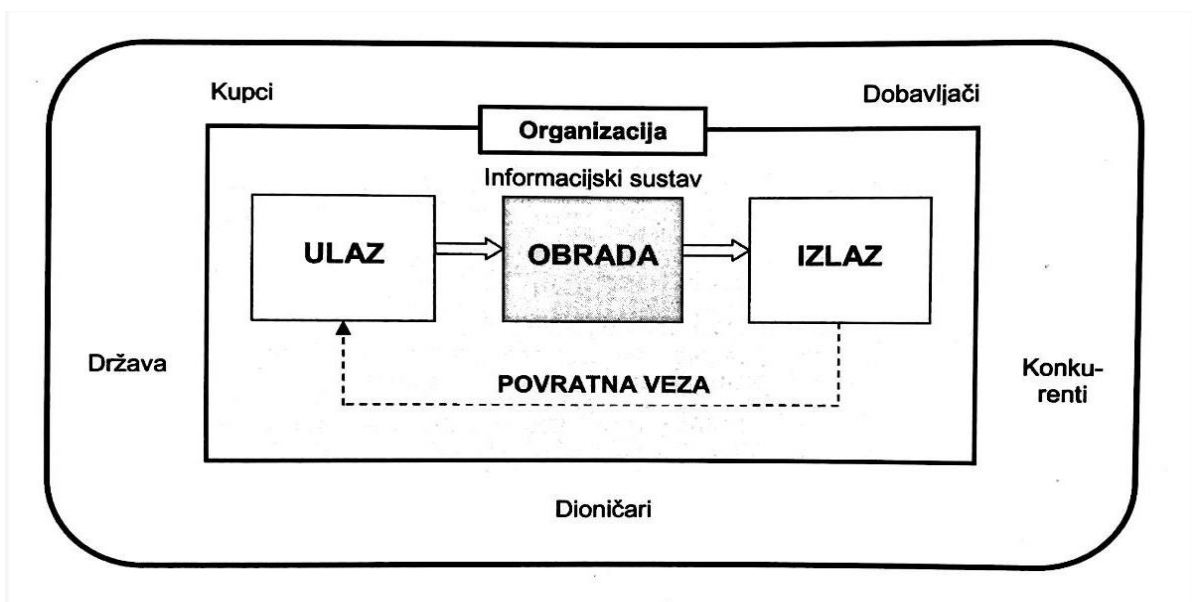 Kupci
Dobavljači
Organizacija
Informacijski sustav
ULAZ
OBRADA
IZLAZ
Država
POVRATNA VEZA
Konku-
renti
Dioničari